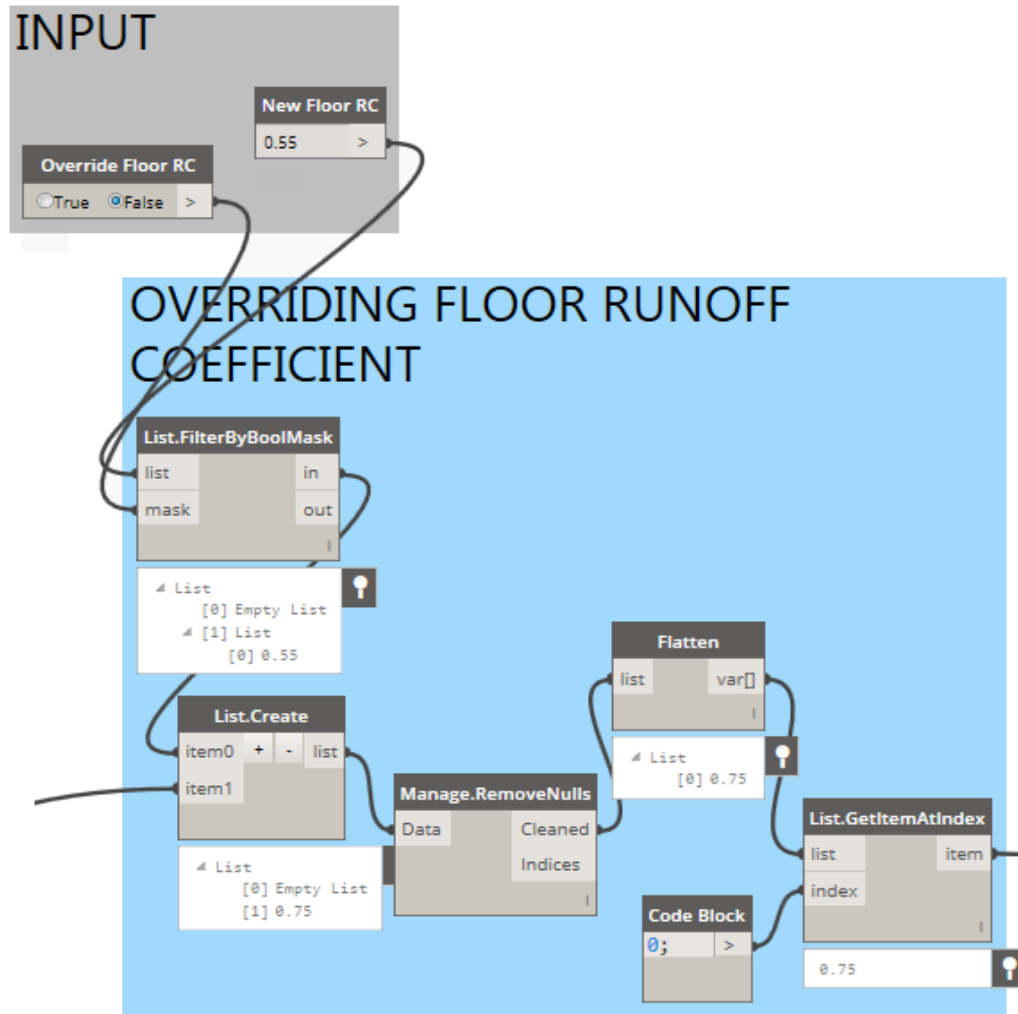 INPUT
New Floor RC
0.55 >
Override Floor RC
True False >
OVERRIDING FLOOR RUNOFF
COEFFICIENT
List.FilterByBoolMask
list in
mask out
l
List
[0] Empty List
[1] List
[0] 0.55
List.Create
item0 + - list
item1
List
[0] Empty List
[1] 0.75
Manage.RemoveNulls
Data Cleaned
Indices
l
Flatten
list var[]
l
List
[0] 0.75
Code Block
0; >
List.GetItemAtIndex
list item
index
l
0.75